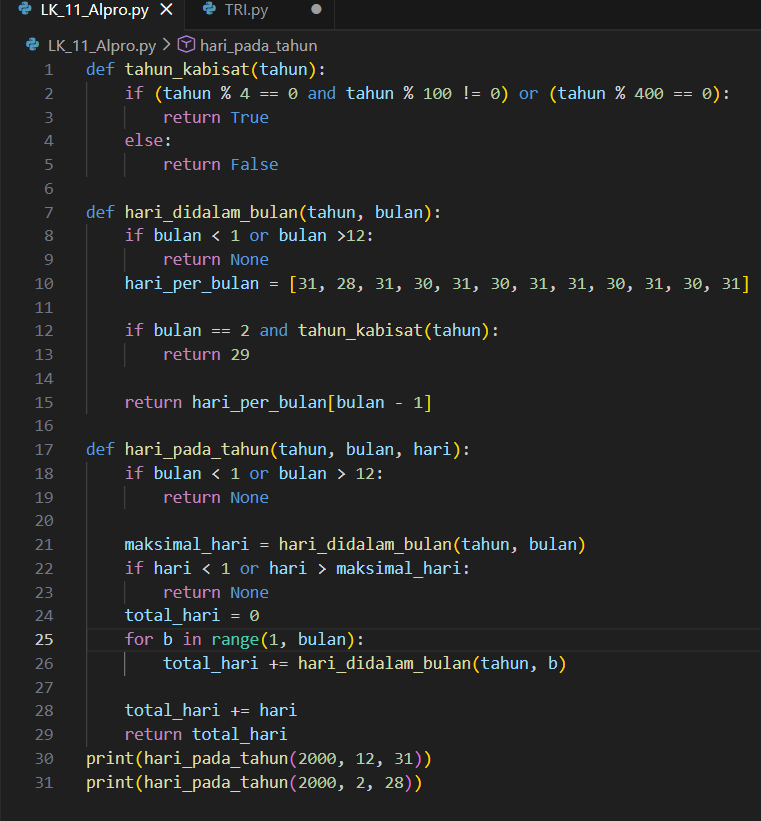 LK_11_Alpro.py TRI.py
LK_11_Alpro.py > hari_pada_tahun
1 def tahun_kabisat(tahun):
2 if (tahun % 4 == 0 and tahun % 100 != 0) or (tahun % 400 == 0):
3 return True
4 else:
5 return False
6
7 def hari_didalam_bulan(tahun, bulan):
8 if bulan < 1 or bulan >12:
9 return None
10 hari_per_bulan = [31, 28, 31, 30, 31, 30, 31, 31, 30, 31, 30, 31]
11
12 if bulan == 2 and tahun_kabisat(tahun):
13 return 29
14
15 return hari_per_bulan[bulan - 1]
16
17 def hari_pada_tahun(tahun, bulan, hari):
18 if bulan < 1 or bulan > 12:
19 return None
20
21 maksimal_hari = hari_didalam_bulan(tahun, bulan)
22 if hari < 1 or hari > maksimal_hari:
23 return None
24 total_hari = 0
25 for b in range(1, bulan):
26 total_hari += hari_didalam_bulan(tahun, b)
27
28 total_hari += hari
29 return total_hari
30 print(hari_pada_tahun(2000, 12, 31))
31 print(hari_pada_tahun(2000, 2, 28))